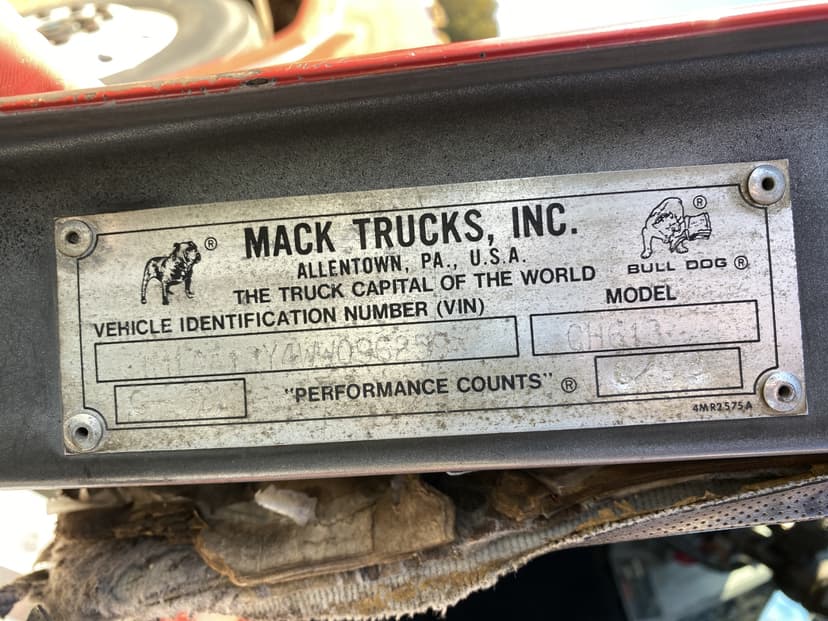 MACK TRUCKS, INC.
ALLENTOWN, PA., U.S.A.
THE TRUCK CAPITAL OF THE WORLD
BULL DOG ®
VEHICLE IDENTIFICATION NUMBER (VIN)
MODEL
CH613
"PERFORMANCE COUNTS" ®
4MR2575A